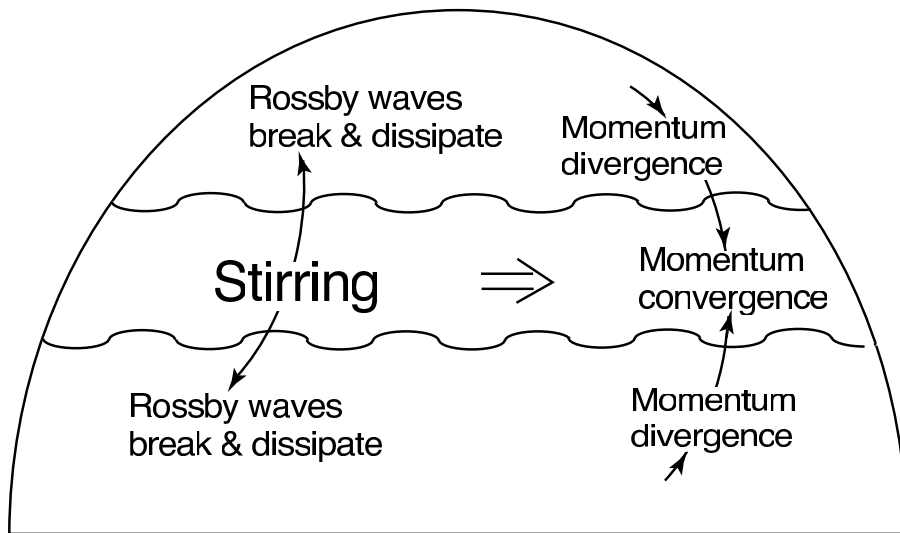 Rossby waves
break & dissipate
Momentum
divergence
Stirring
Momentum
convergence
Rossby waves
break & dissipate
Momentum
divergence